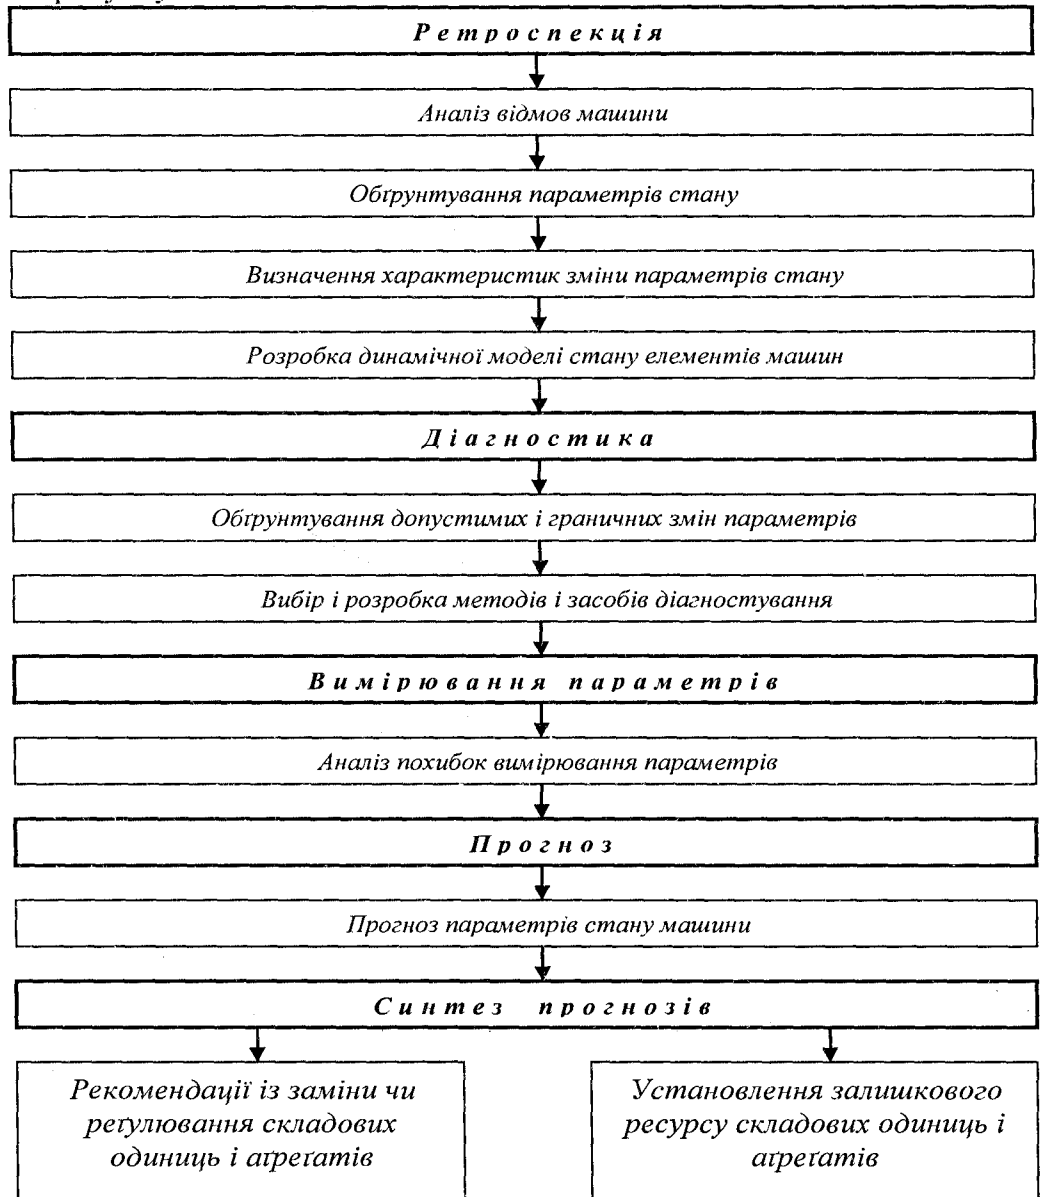 Ретроспекція
Аналіз відмов машини
Обґрунтування параметрів стану
Визначення характеристик зміни параметрів стану
Розробка динамічної моделі стану елементів машин
Діагностика
Обґрунтування допустимих і граничних змін параметрів
Вибір і розробка методів і засобів діагностування
Вимірювання параметрів
Аналіз похибок вимірювання параметрів
Прогноз
Прогноз параметрів стану машини
Синтез прогнозів
Рекомендації із заміни чи
регулювання складових
одиниць і агрегатів
Установлення залишкового
ресурсу складових одиниць і
агрегатів